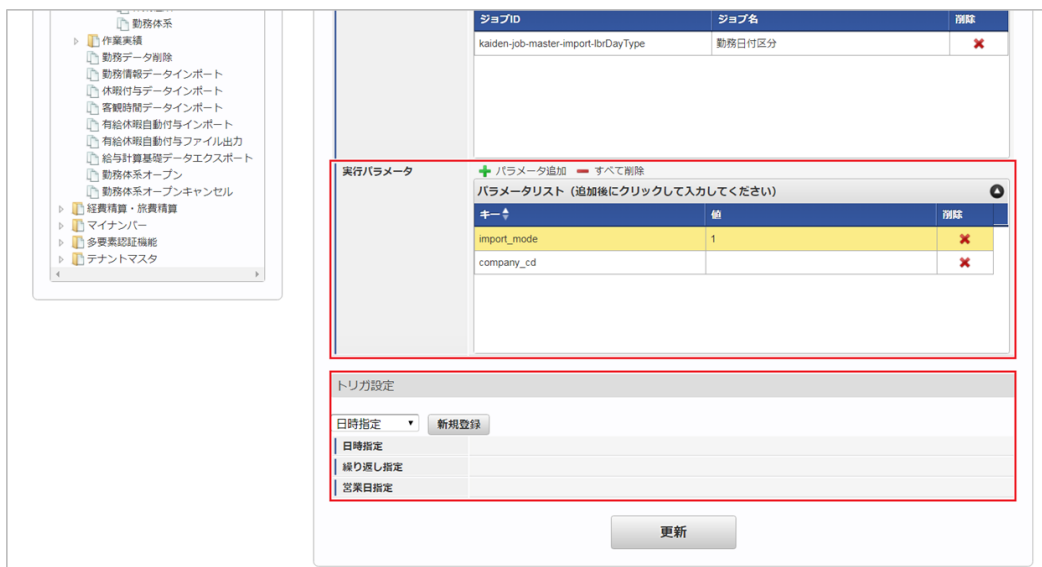 勤務体系
作業実績
勤務データ削除
勤務情報データインポート
休暇付与データインポート
客観時間データインポート
有給休暇自動付与インポート
有給休暇自動付与ファイル出力
給与計算基礎データエクスポート
勤務体系オープン
勤務体系オープンキャンセル
経費精算・旅費精算
マイナンバー
多要素認証機能
テナントマスタ
ジョブID ジョブ名 削除
kaiden-job-master-import-lbrDayType 勤務日付区分
実行パラメータ パラメータ追加 すべて削除
パラメータリスト（追加後にクリックして入力してください）
キー 値 削除
import_mode 1
company_cd
トリガ設定
日時指定 新規登録
日時指定
繰り返し指定
営業日指定
更新